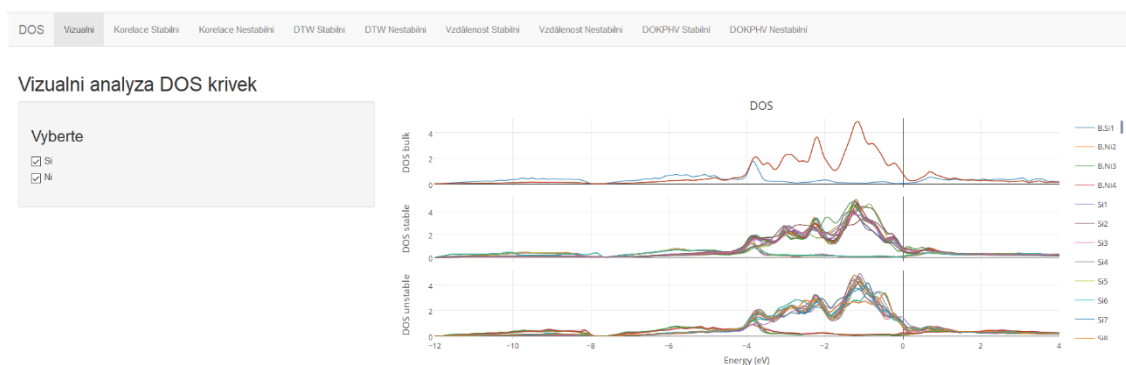 DOS Vizualni Korelace Stabilni Korelace Nestabilni DTW Stabilni DTW Nestabilni Vzdálenost Stabilni Vzdálenost Nestabilni DOKPHV Stabilní DOKPHV Nestabilní
Vizualni analyza DOS krivek
Vyberte
Si
Ni
DOS
DOS bulk
4
2
0
DOS stable
4
2
0
DOS unstable
4
2
0
−12 −10 −8 −6 −4 −2 0 2 4
Energy (eV)
B.Si1
B.Ni2
B.Ni3
B.Ni4
Si1
Si2
Si3
Si4
Si5
Si6
Si7
Si8